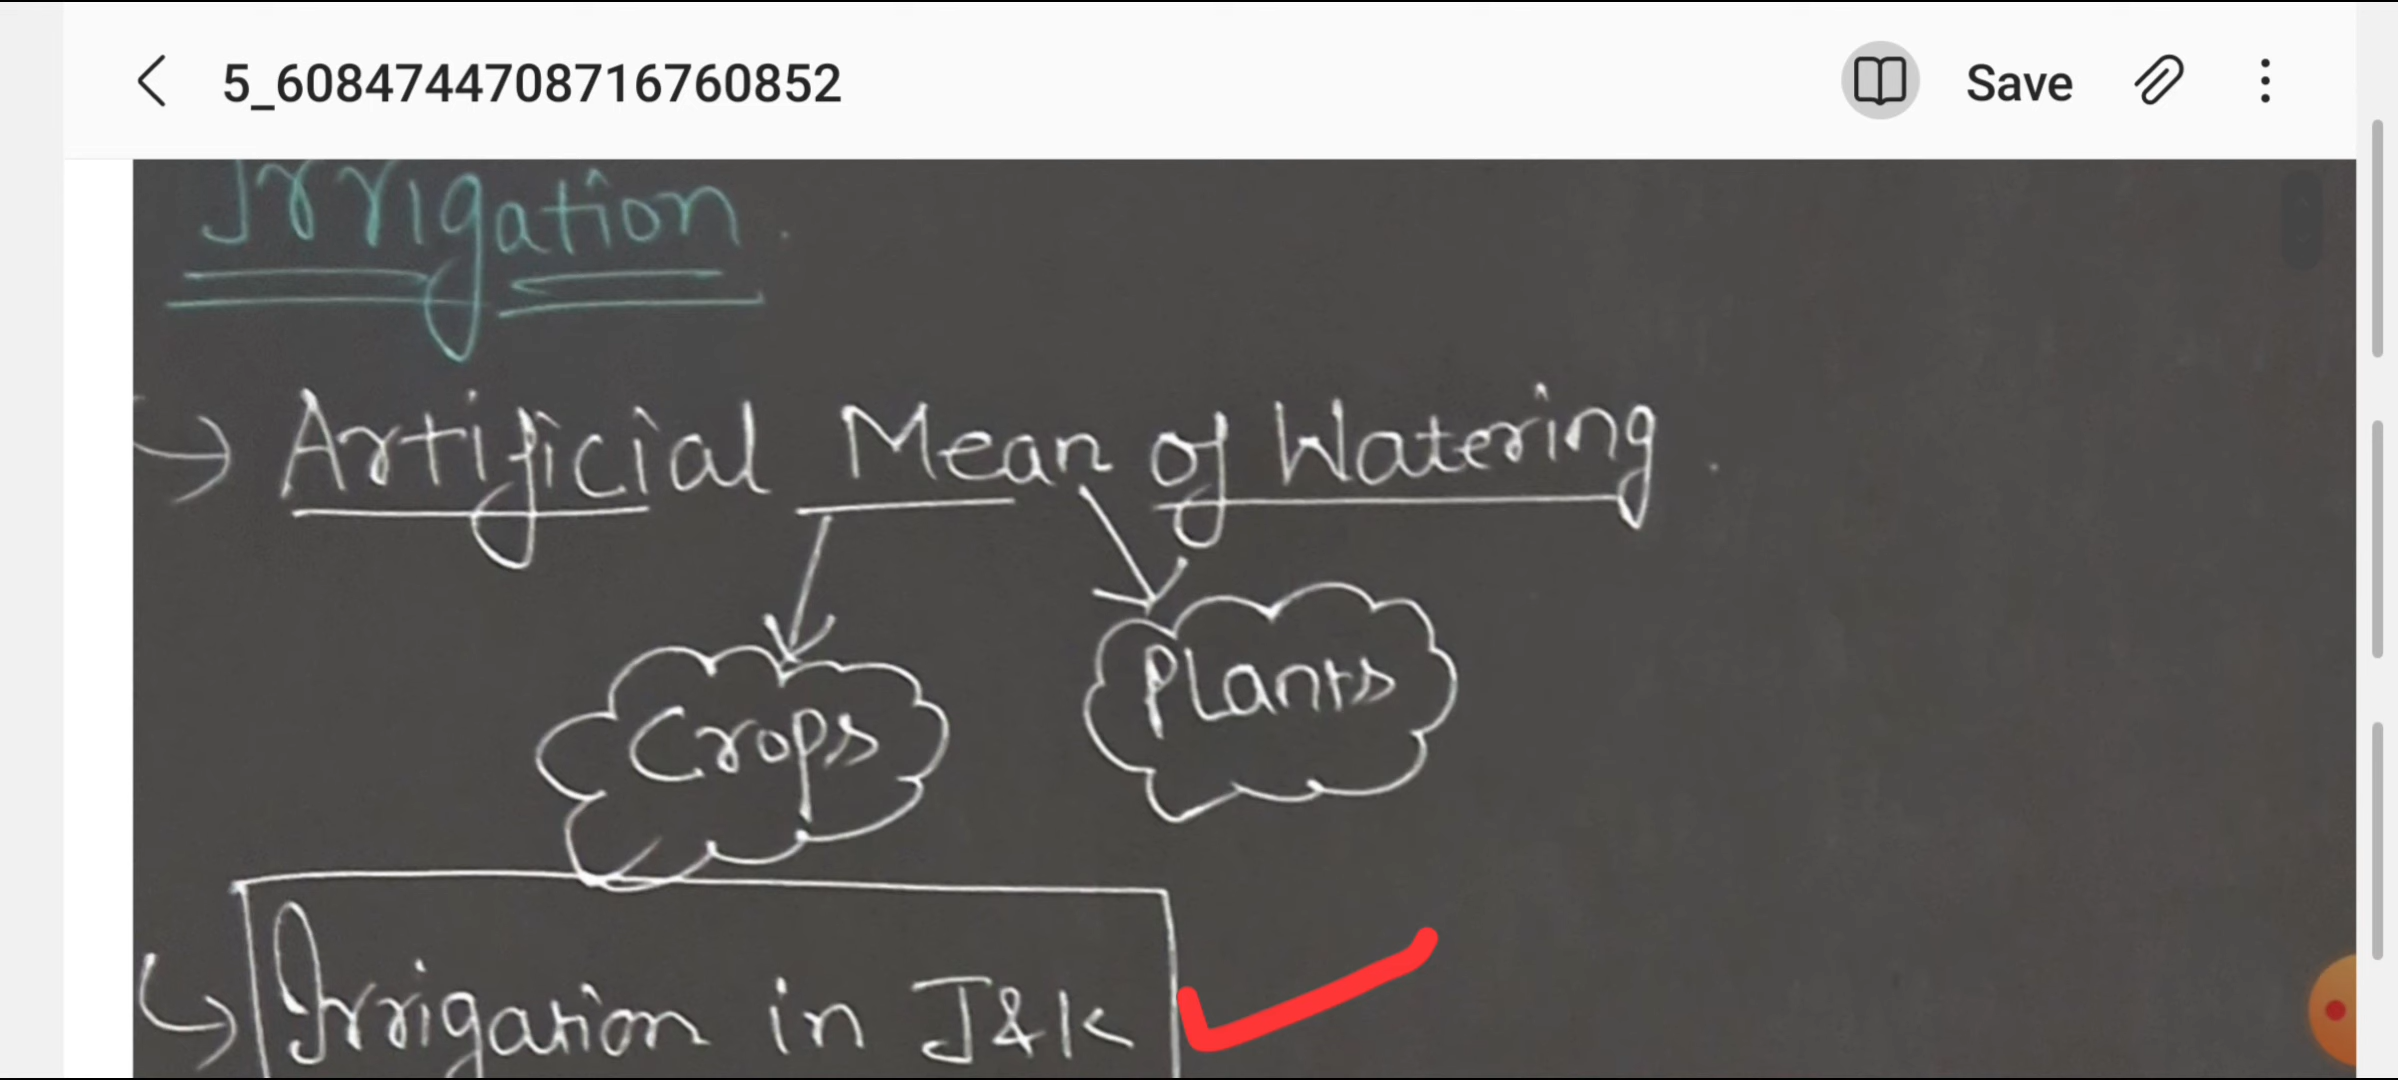 5_6084744708716760852
Save
Irrigation.
→ Artificial Mean of Watering.
Crops
Plants
↳ Irrigation in J&K